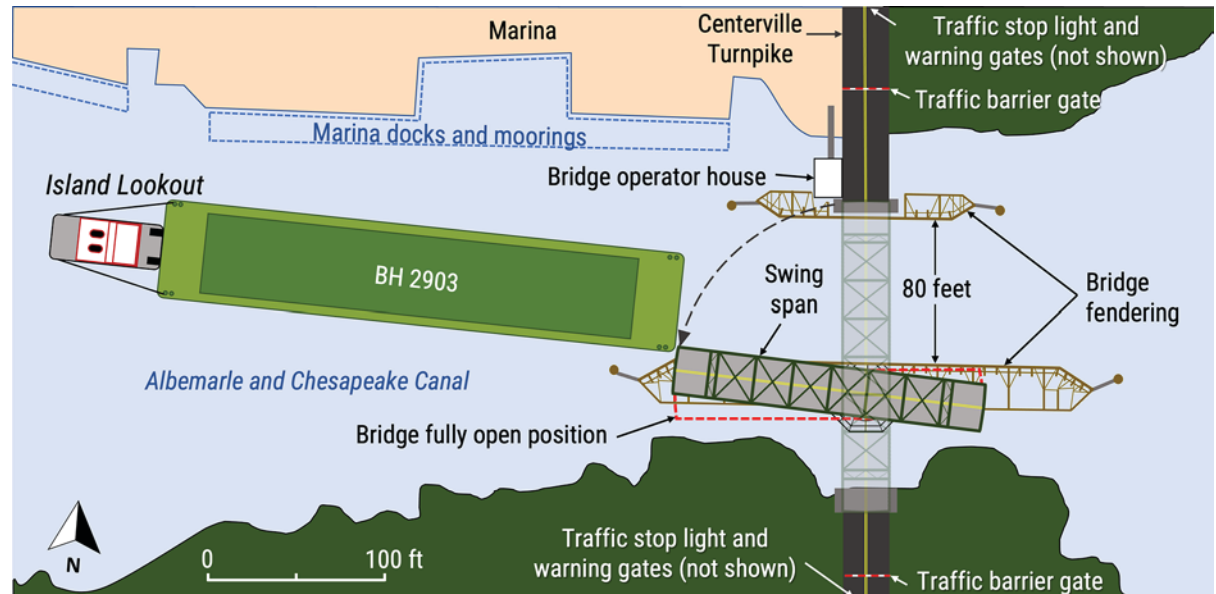 Marina
Centerville
Turnpike
Traffic stop light and
warning gates (not shown)
Traffic barrier gate
Marina docks and moorings
Bridge operator house
Island Lookout
BH 2903
Swing
span
80 feet
Bridge
fendering
Albemarle and Chesapeake Canal
Bridge fully open position
N
0
100 ft
Traffic stop light and
warning gates (not shown)
Traffic barrier gate